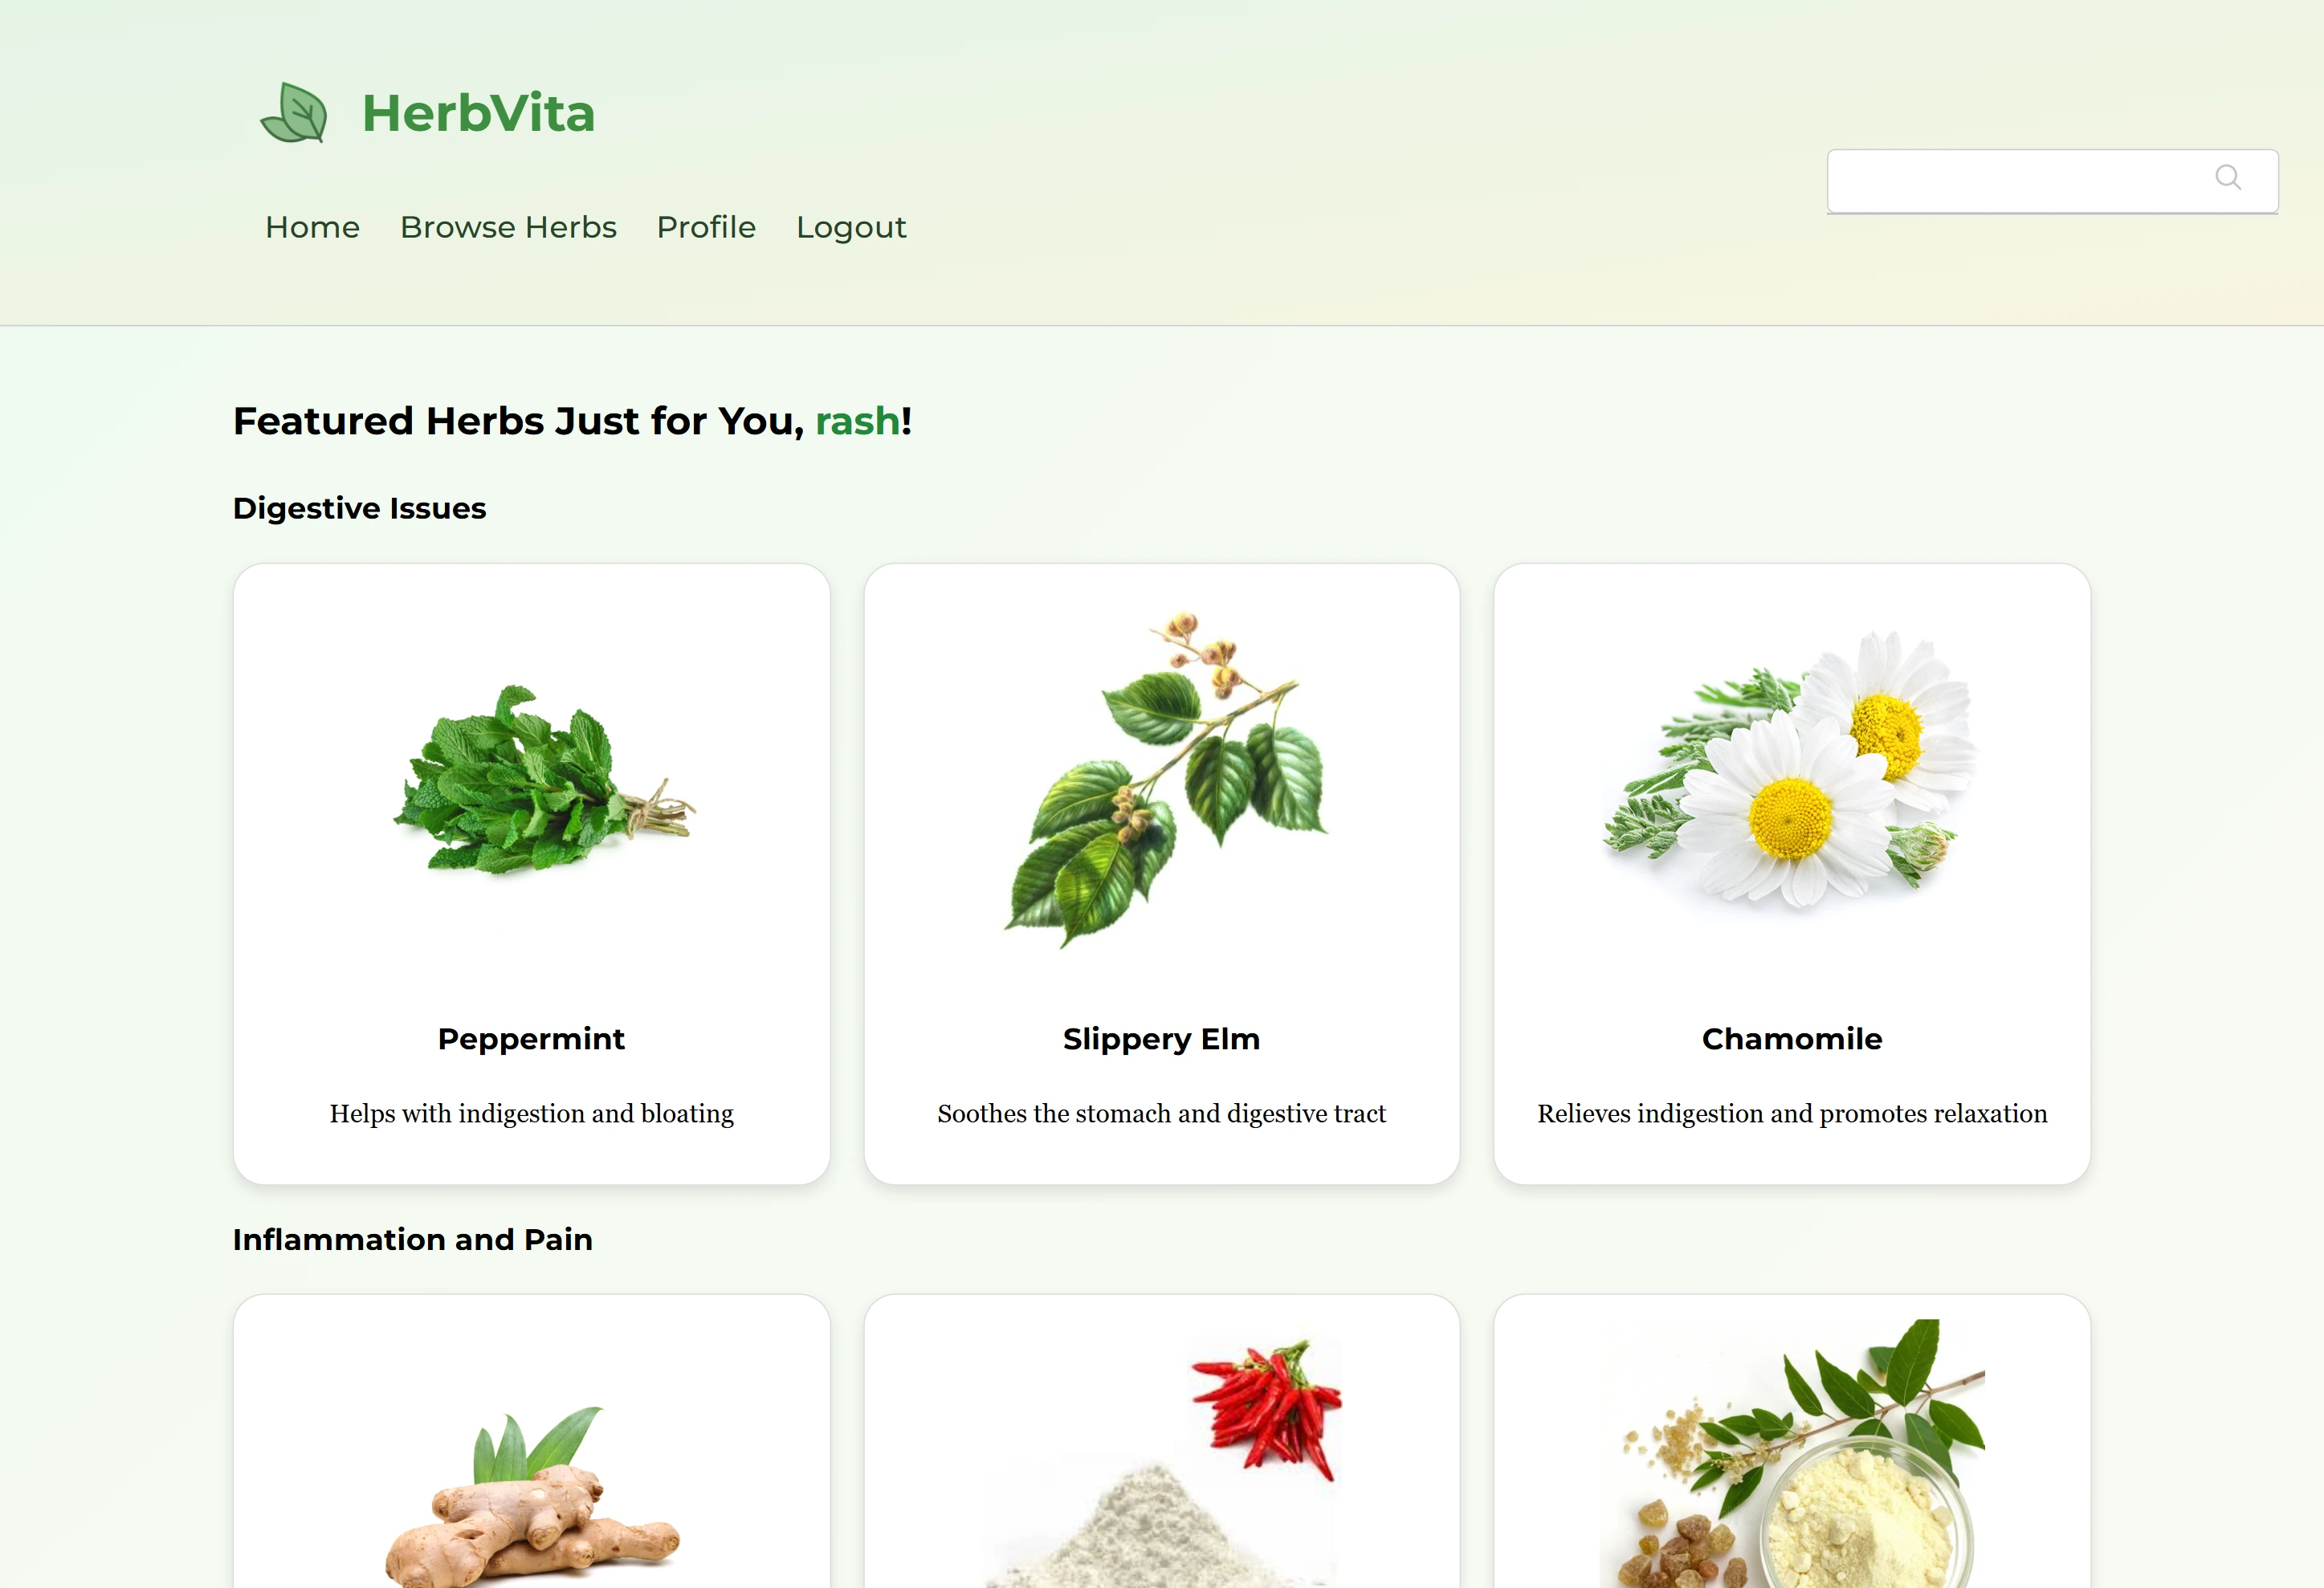 HerbVita
Home Browse Herbs Profile Logout
Featured Herbs Just for You, rash!
Digestive Issues
Peppermint
Helps with indigestion and bloating
Slippery Elm
Soothes the stomach and digestive tract
Chamomile
Relieves indigestion and promotes relaxation
Inflammation and Pain